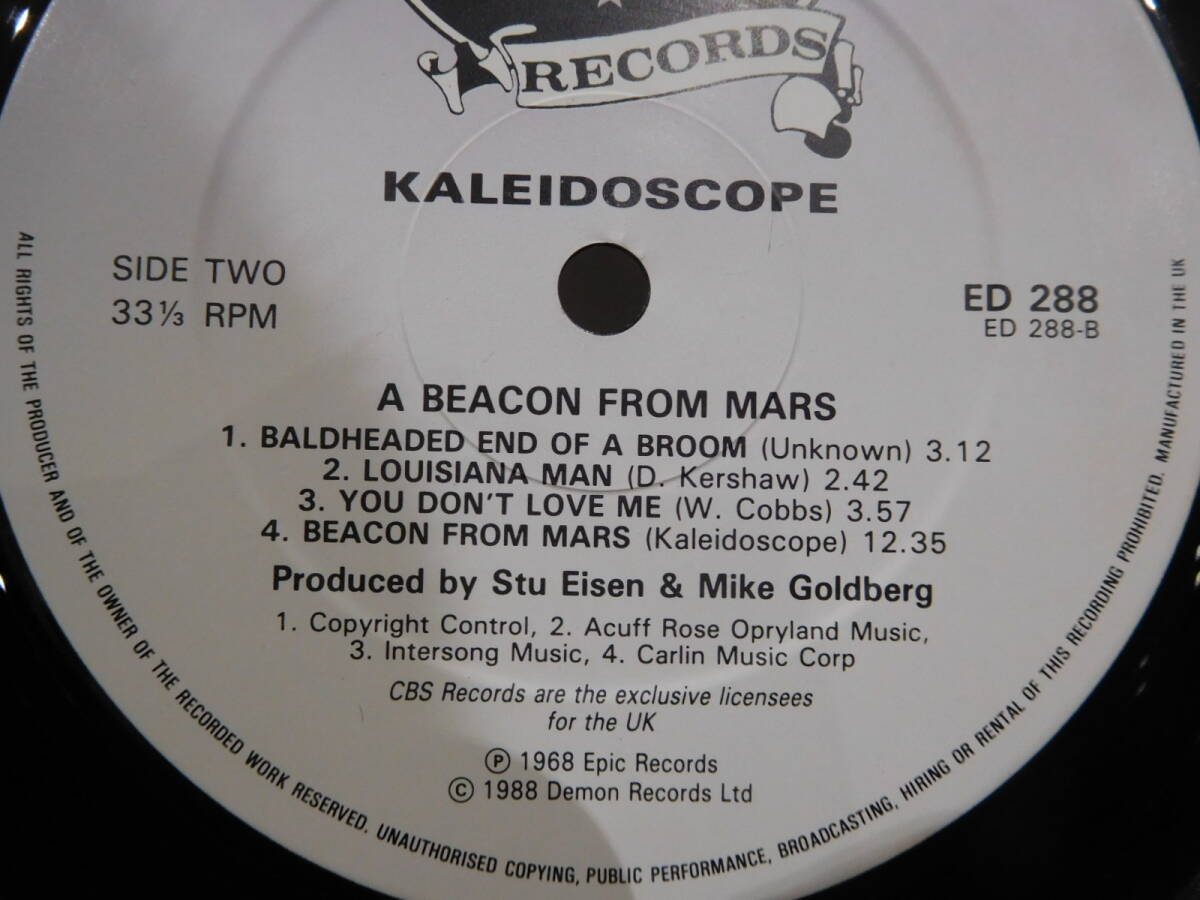 RECORDS
KALEIDOSCOPE
SIDE TWO
33⅓ RPM
ED 288
ED 288-B
A BEACON FROM MARS
1. BALDHEADED END OF A BROOM (Unknown) 3.12
2. LOUISIANA MAN (D. Kershaw) 2.42
3. YOU DON'T LOVE ME (W. Cobbs) 3.57
4. BEACON FROM MARS (Kaleidoscope) 12.35
Produced by Stu Eisen & Mike Goldberg
1. Copyright Control, 2. Acuff Rose Opryland Music,
3. Intersong Music, 4. Carlin Music Corp
CBS Records are the exclusive licensees
for the UK
Ⓟ 1968 Epic Records
© 1988 Demon Records Ltd
ALL RIGHTS OF THE PRODUCER AND OF THE OWNER OF THE RECORDED WORK RESERVED. UNAUTHORISED COPYING, PUBLIC PERFORMANCE, BROADCASTING, HIRING OR RENTAL OF THIS RECORDING PROHIBITED. MANUFACTURED IN THE UK